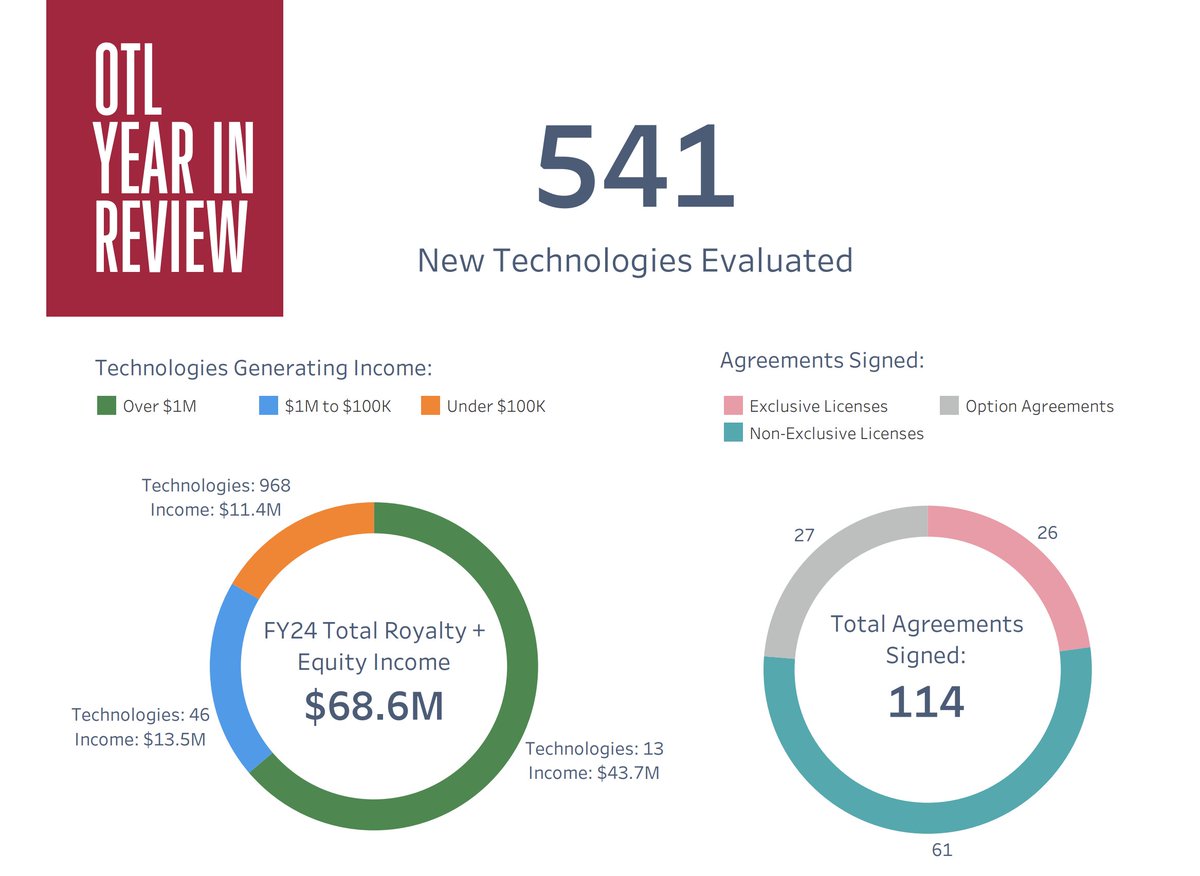 OTL
YEAR IN
REVIEW
541
New Technologies Evaluated
Technologies Generating Income:
Over $1M
$1M to $100K
Under $100K
Technologies: 968
Income: $11.4M
FY24 Total Royalty +
Equity Income
$68.6M
Technologies: 46
Income: $13.5M
Technologies: 13
Income: $43.7M
Agreements Signed:
Exclusive Licenses
Option Agreements
Non-Exclusive Licenses
27
26
Total Agreements
Signed:
114
61